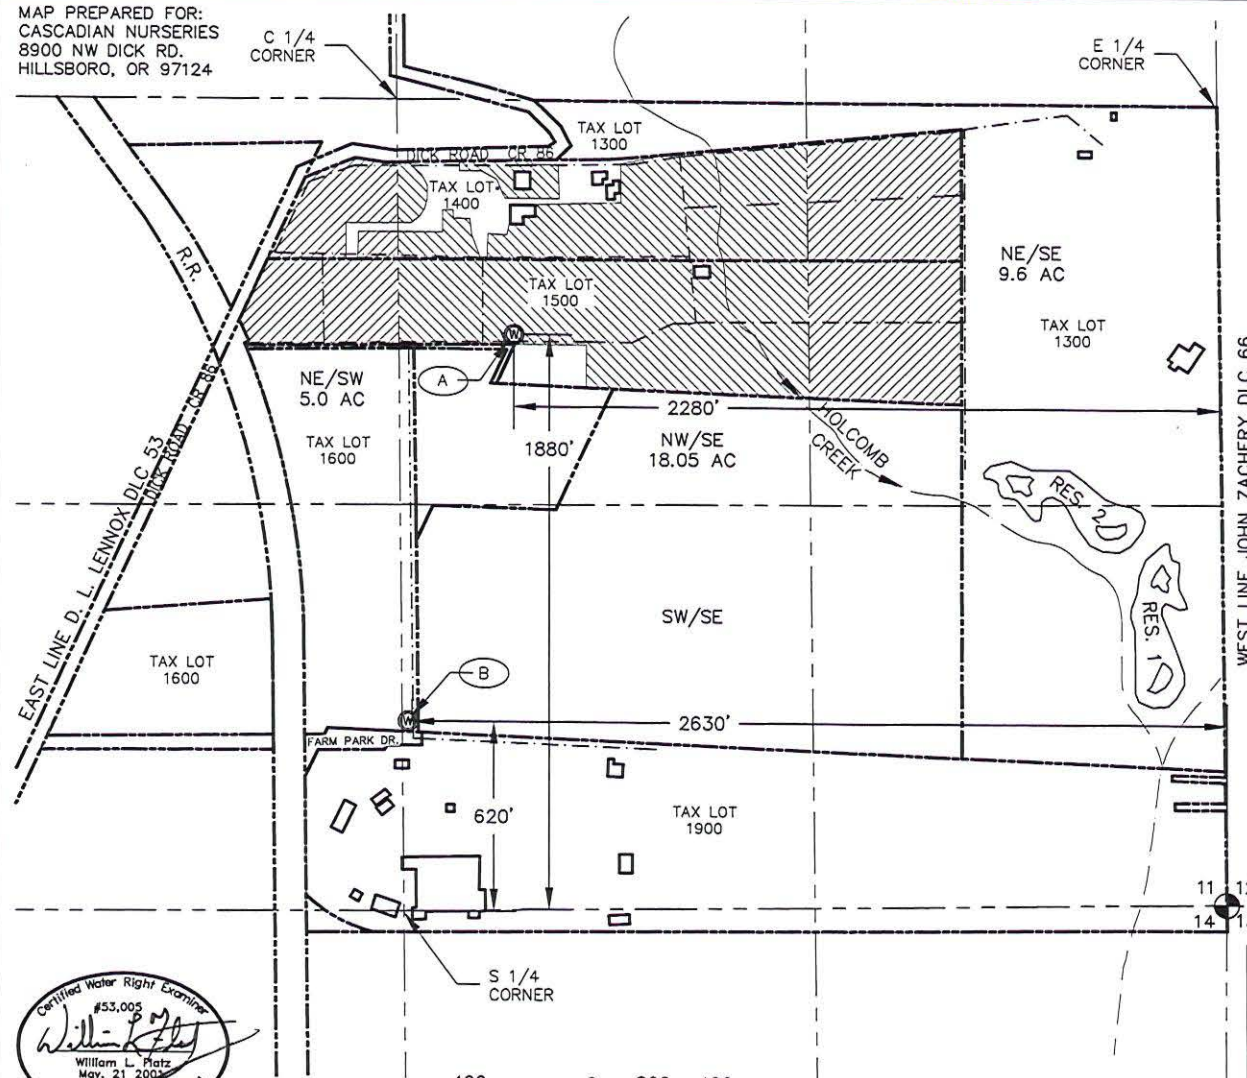 MAP PREPARED FOR:
CASCADIAN NURSERIES
8900 NW DICK RD.
HILLSBORO, OR 97124
C 1/4
CORNER
E 1/4
CORNER
TAX LOT
1300
DICK ROAD CR 86
TAX LOT
1400
R.R.
NE/SE
9.6 AC
TAX LOT
1500
TAX LOT
1300
W
A
NE/SW
5.0 AC
2280'
TAX LOT
1600
1880'
NW/SE
18.05 AC
HOLCOMB
CREEK
WEST LINE JOHN ZACHERY DLC 66
EAST LINE D. L. LENNOX DLC 53
DICK ROAD CR 86
RES. 2
RES. 1
SW/SE
TAX LOT
1600
B
W
2630'
FARM PARK DR.
620'
TAX LOT
1900
11
14
S 1/4
CORNER
Certified Water Right Examiner
#53,005
William L. Platz
May. 21 2001